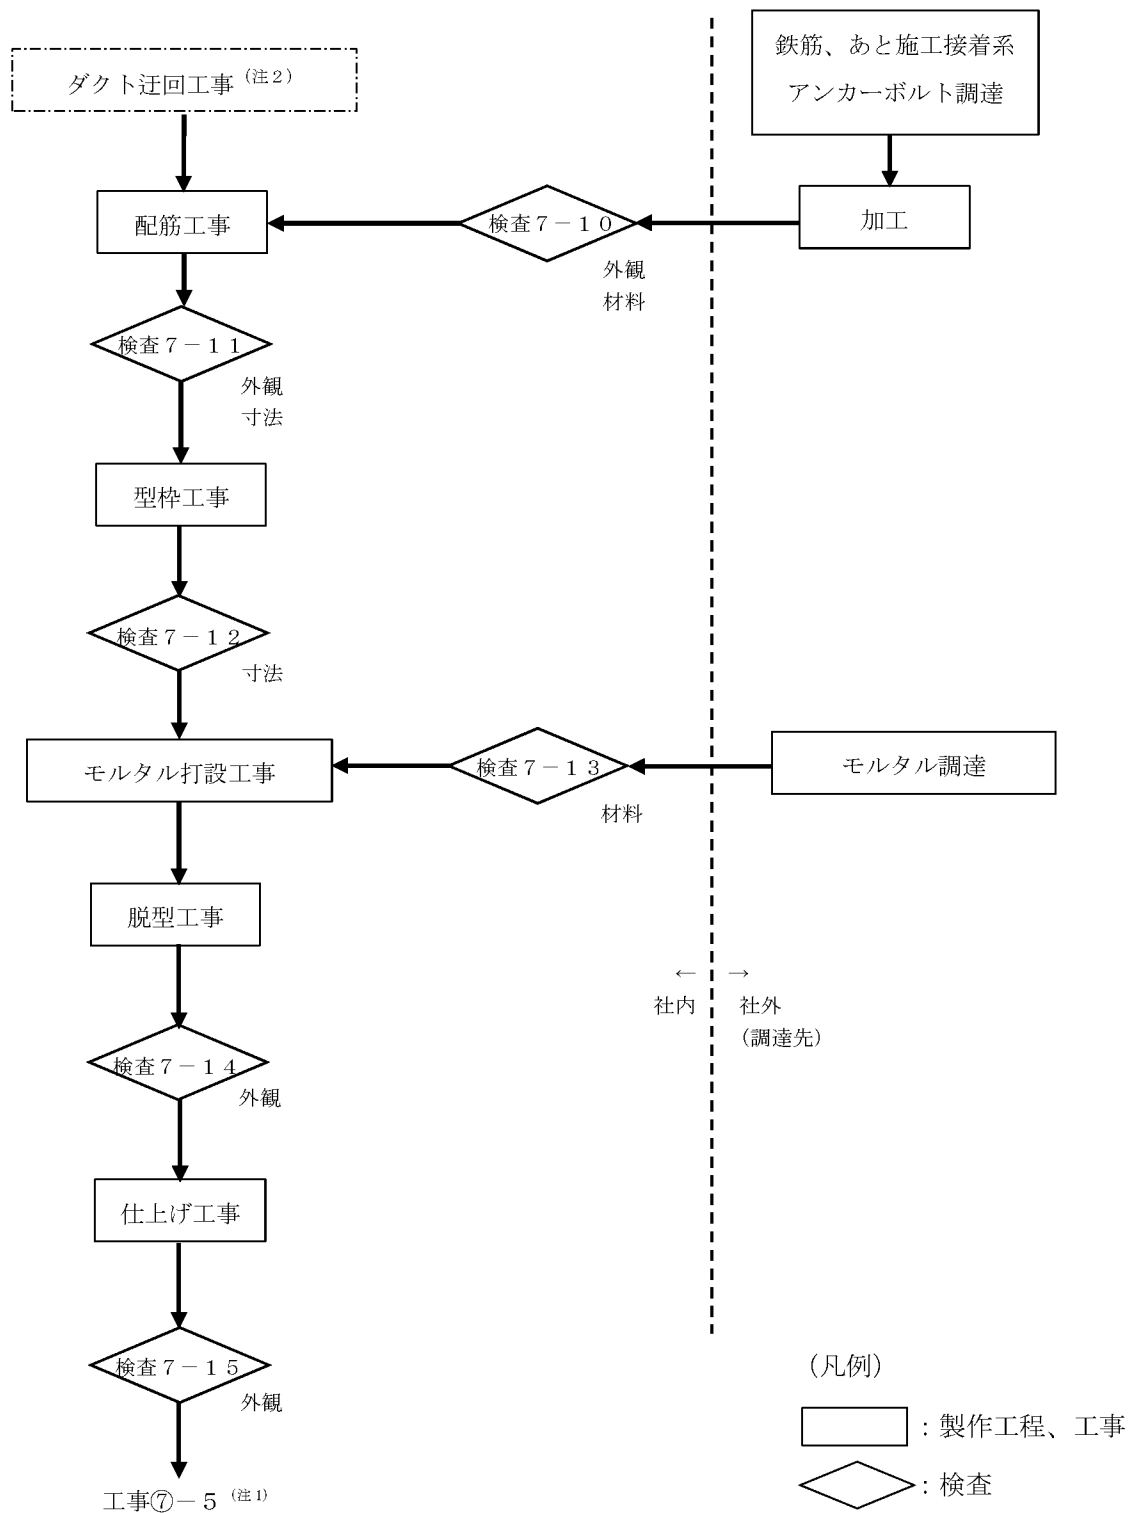 鉄筋、あと施工接着系
アンカーボルト調達
ダクト迂回工事（注２）
配筋工事
検査７－１０
加工
外観
材料
検査７－１１
外観
寸法
型枠工事
検査７－１２
寸法
モルタル打設工事
検査７－１３
モルタル調達
材料
脱型工事
← →
社内 社外
（調達先）
検査７－１４
外観
仕上げ工事
検査７－１５
外観
（凡例）
：製作工程、工事
：検査
工事⑦－５（注１）